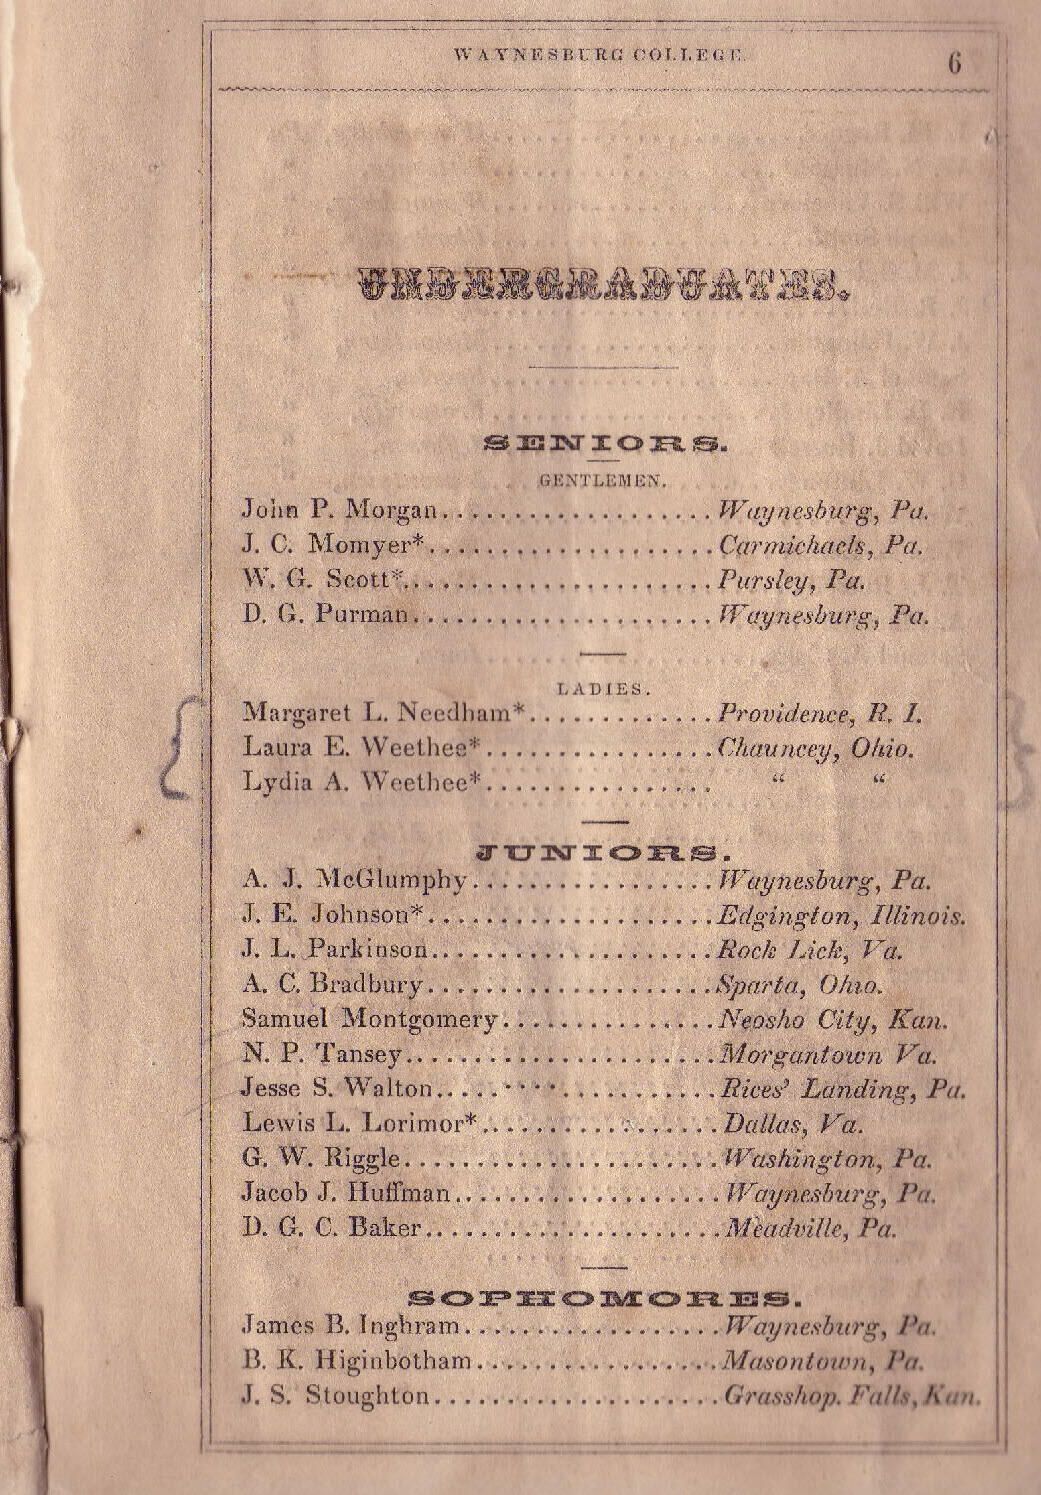 WAYNESBURG COLLEGE.
6
UNDERGRADUATES.
SENIORS.
GENTLEMEN.
John P. Morgan...................Waynesburg, Pa.
J. C. Momyer*....................Carmichaels, Pa.
W. G. Scott*.....................Pursley, Pa.
D. G. Purman.....................Waynesburg, Pa.
LADIES.
Margaret L. Needham*.............Providence, R. I.
Laura E. Weethee*................Chauncey, Ohio.
Lydia A. Weethee*................ “ “
JUNIORS.
A. J. McGlumphy.................Waynesburg, Pa.
J. E. Johnson*....................Edgington, Illinois.
J. L. Parkinson....................Rock Lick, Va.
A. C. Bradbury....................Sparta, Ohio.
Samuel Montgomery...............Neosho City, Kan.
N. P. Tansey......................Morgantown Va.
Jesse S. Walton....................Rices’ Landing, Pa.
Lewis L. Lorimor*.................Dallas, Va.
G. W. Riggle......................Washington, Pa.
Jacob J. Huffman...................Waynesburg, Pa.
D. G. C. Baker.....................Meadville, Pa.
SOPHOMORES.
James B. Inghram..................Waynesburg, Pa.
B. K. Higinbotham.................Masontown, Pa.
J. S. Stoughton....................Grasshop. Falls, Kan.